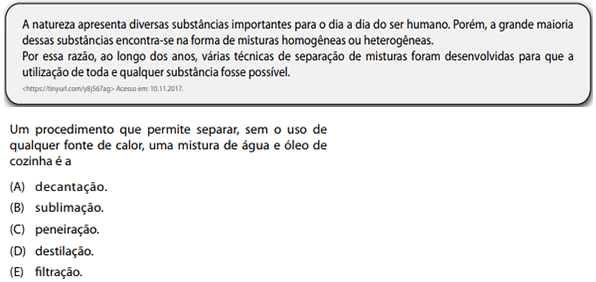 A natureza apresenta diversas substâncias importantes para o dia a dia do ser humano. Porém, a grande maioria
dessas substâncias encontra-se na forma de misturas homogêneas ou heterogêneas.
Por essa razão, ao longo dos anos, várias técnicas de separação de misturas foram desenvolvidas para que a
utilização de toda e qualquer substância fosse possível.
<https://tinyurl.com/y8j567ag> Acesso em: 10.11.2017.
Um procedimento que permite separar, sem o uso de
qualquer fonte de calor, uma mistura de água e óleo de
cozinha é a
(A) decantação.
(B) sublimação.
(C) peneiração.
(D) destilação.
(E) filtração.